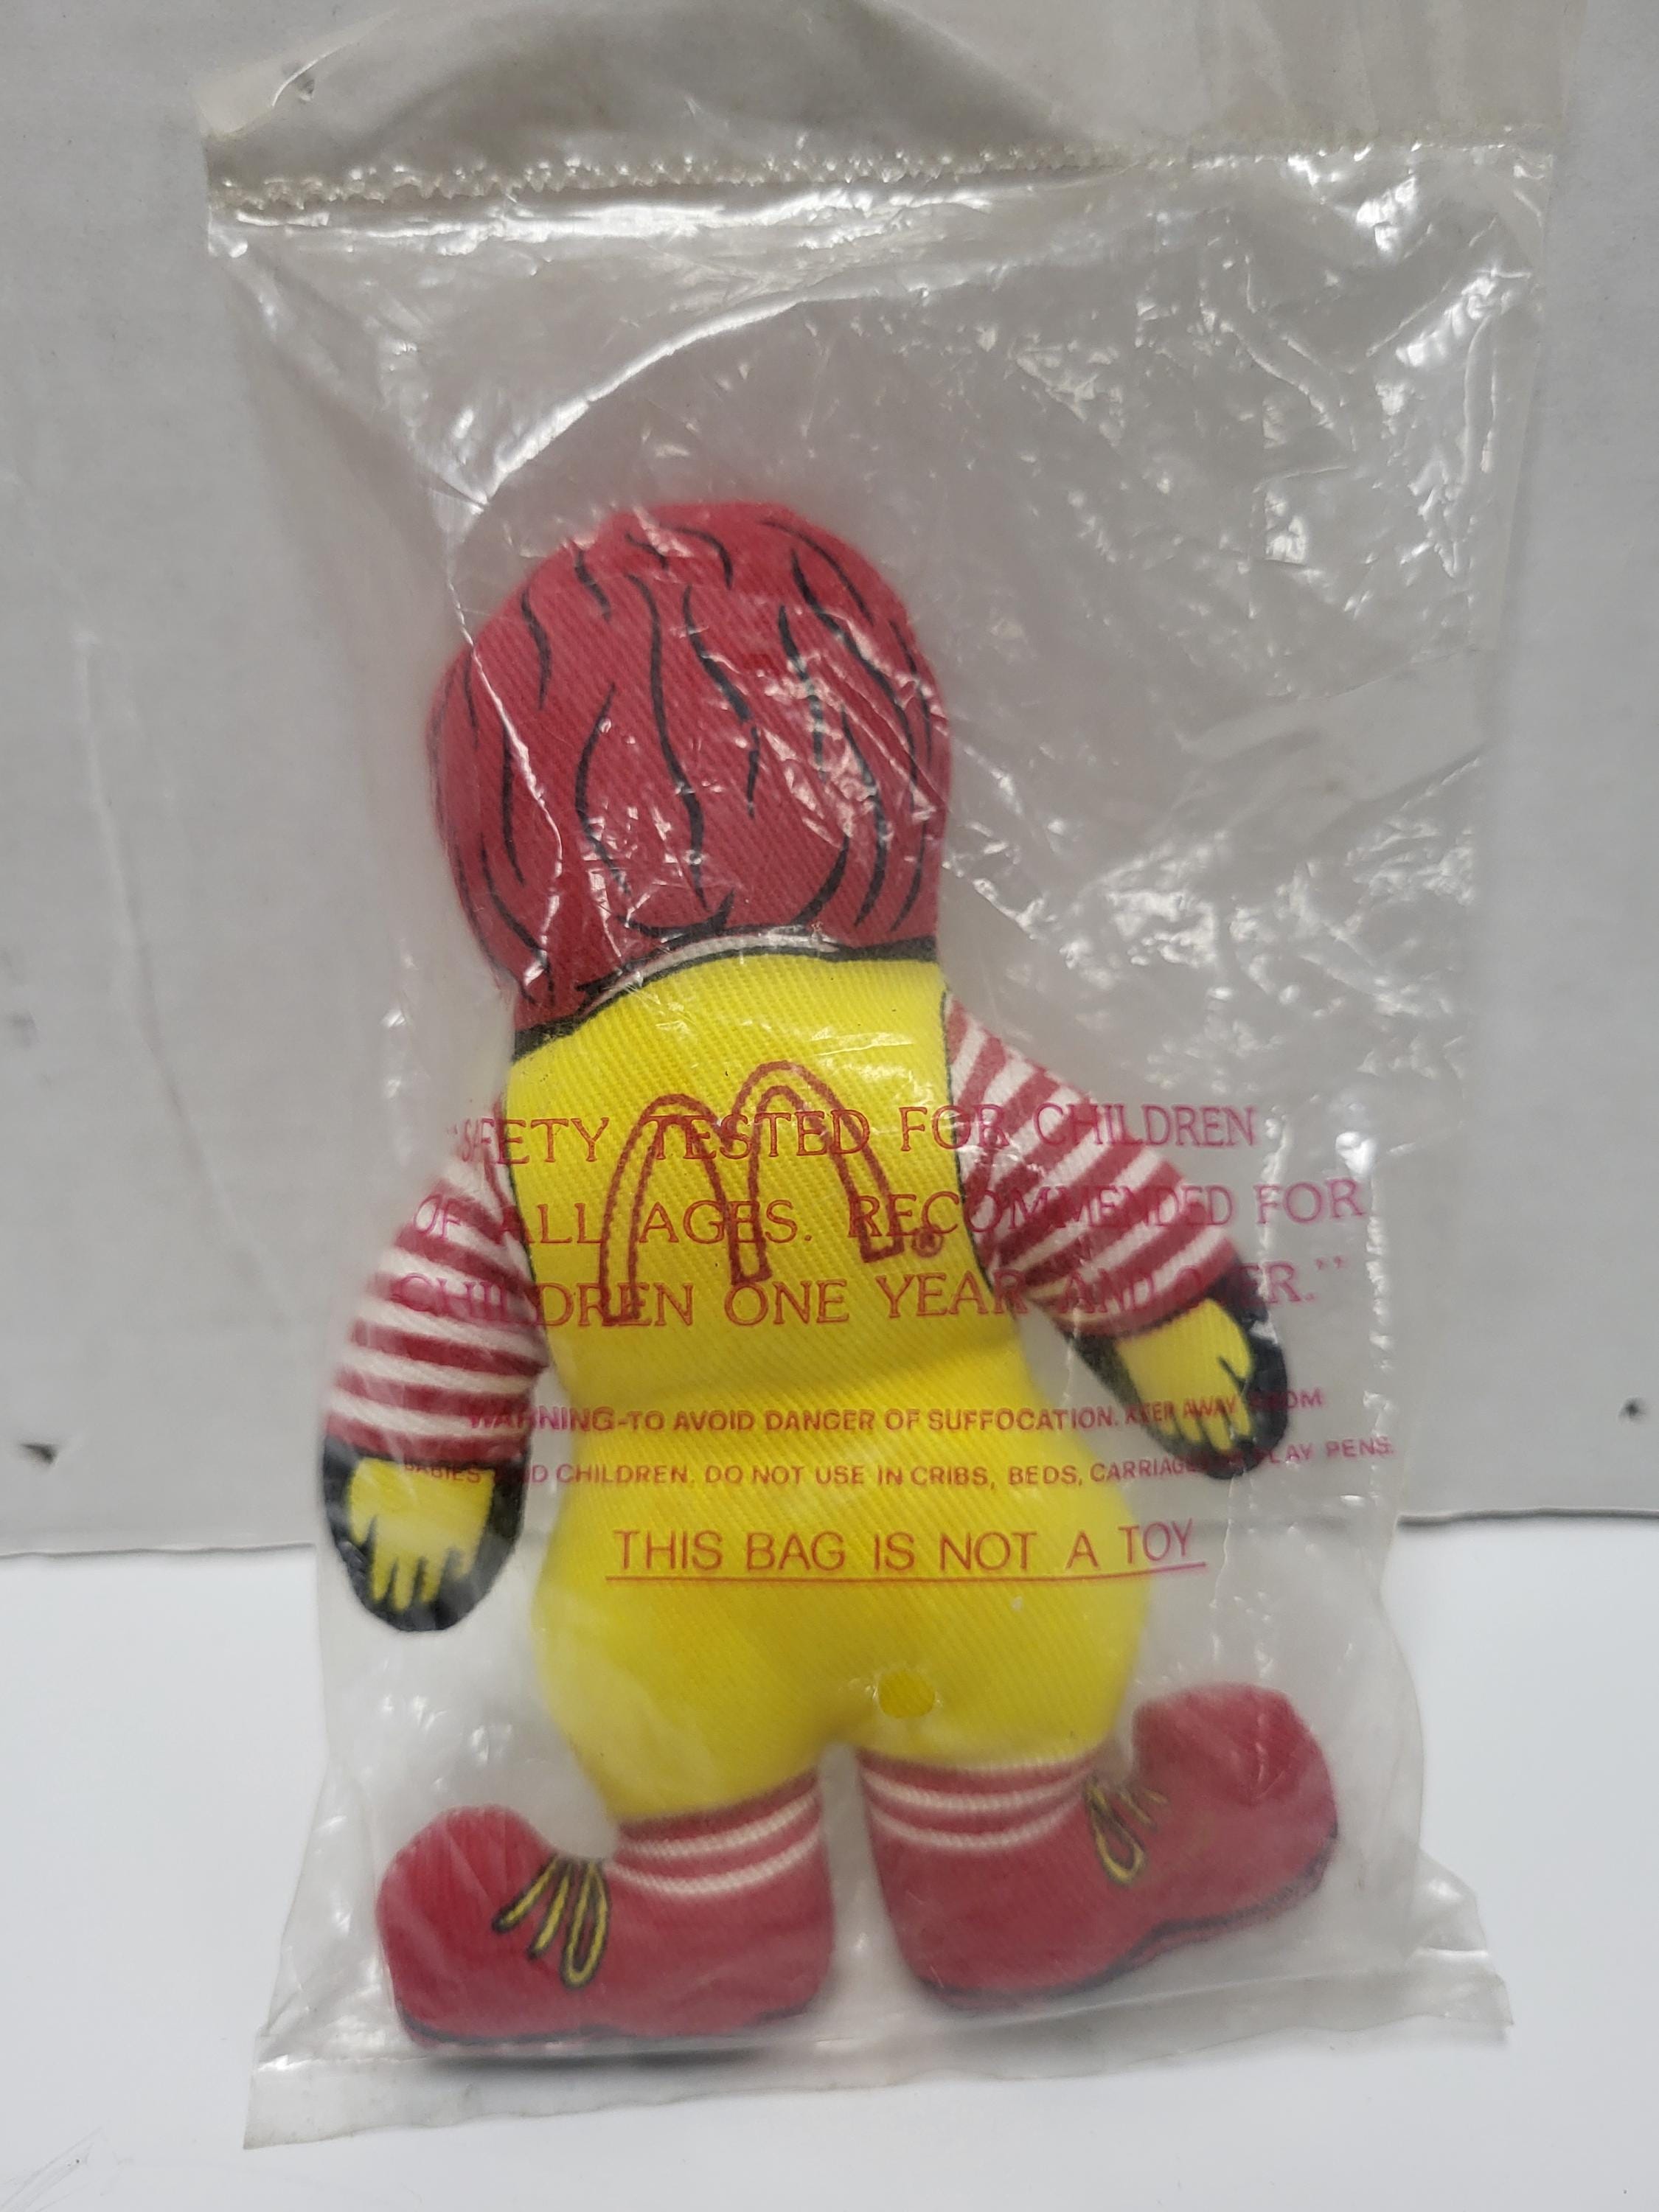 "SAFETY TESTED FOR CHILDREN
OF ALL AGES. RECOMMENDED FOR
CHILDREN ONE YEAR AND OVER."
WARNING-TO AVOID DANGER OF SUFFOCATION. KEEP AWAY FROM
BABIES AND CHILDREN. DO NOT USE IN CRIBS, BEDS, CARRIAGES, PLAY PENS.
THIS BAG IS NOT A TOY